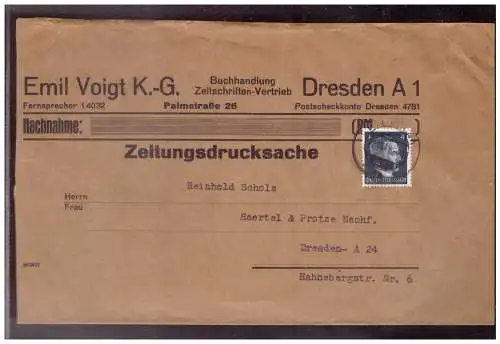 Emil Voigt K.-G. Buchhandlung Zeitschriften-Vertrieb Dresden A 1
Fernsprecher 14032 Palmstraße 26 Postscheckkonto Dresden 4781
Nachnahme:
Zeitungsdrucksache
Herrn
Frau
Reinhold Scholz
Haertel & Protze Nachf.
Dresden- A 24
Hahnebergstr. Nr. 6